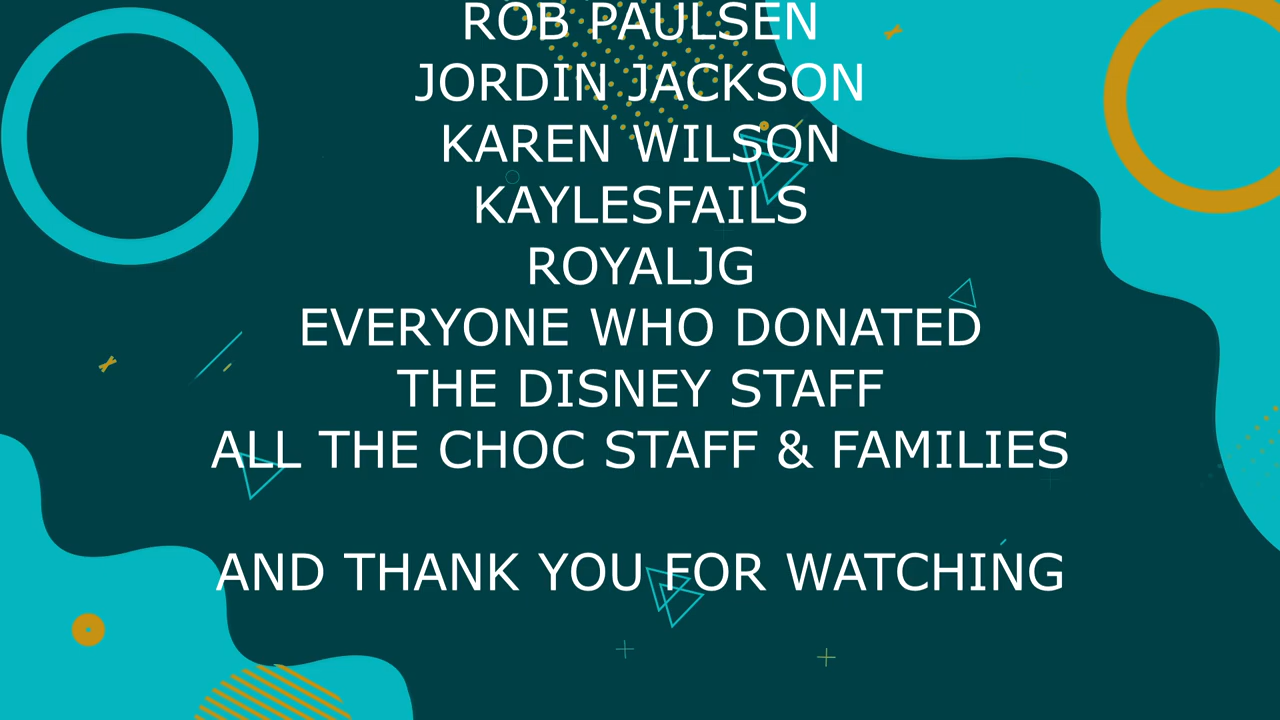 ROB PAULSEN
JORDIN JACKSON
KAREN WILSON
KAYLESFAILS
ROYALJG
EVERYONE WHO DONATED
THE DISNEY STAFF
ALL THE CHOC STAFF & FAMILIES
AND THANK YOU FOR WATCHING